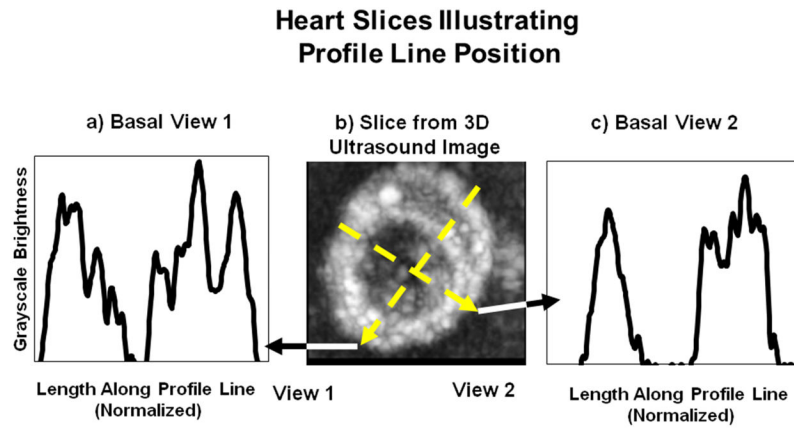 Heart Slices Illustrating
Profile Line Position
a) Basal View 1
b) Slice from 3D
Ultrasound Image
c) Basal View 2
Grayscale Brightness
Length Along Profile Line
(Normalized)
View 1
View 2
Length Along Profile Line
(Normalized)